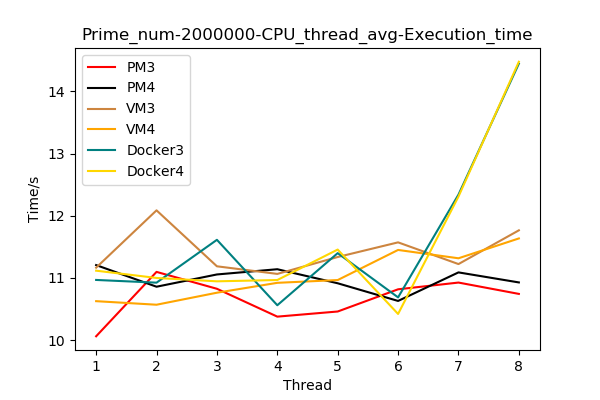 Prime_num-2000000-CPU_thread_avg-Execution_time
PM3
PM4
VM3
VM4
Docker3
Docker4
Time/s
14
13
12
11
10
1 2 3 4 5 6 7 8
Thread